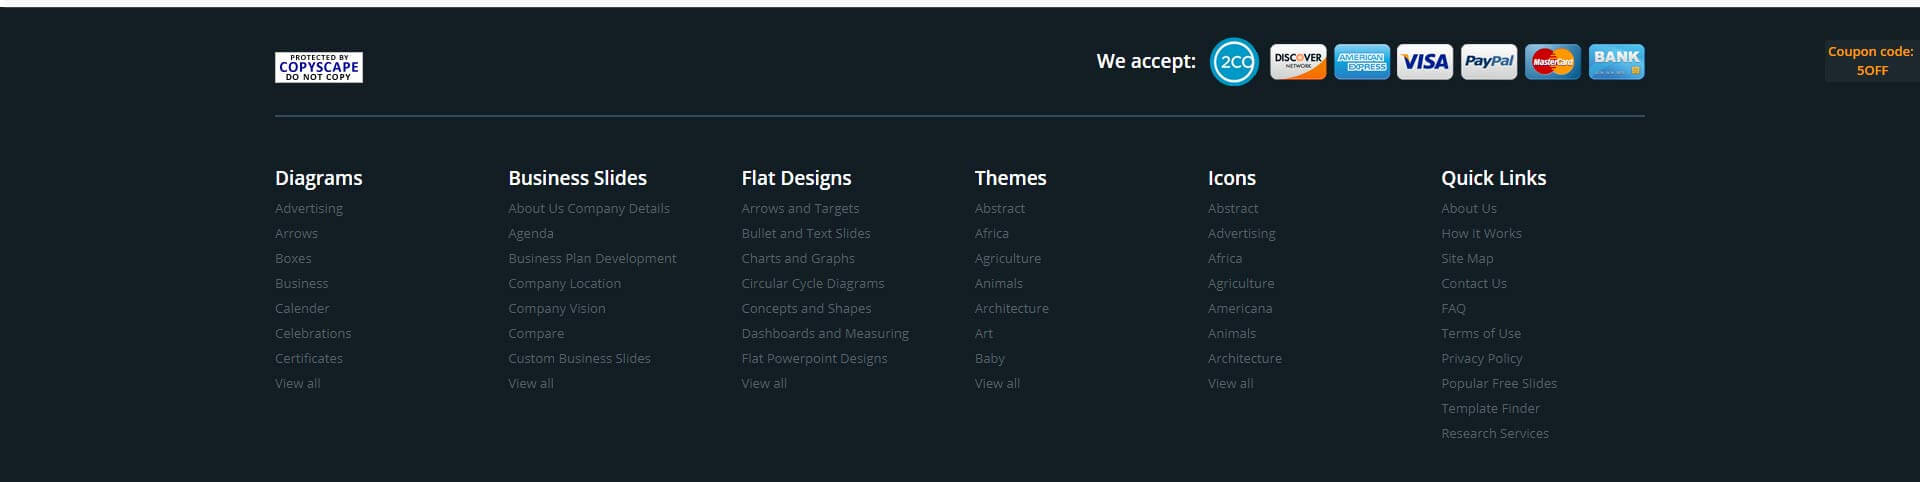 PROTECTED BY
COPYSCAPE
DO NOT COPY
We accept:
2CO
DISCOVER
NETWORK
AMERICAN
EXPRESS
VISA
PayPal
MasterCard
BANK
Coupon code:
5OFF
Diagrams
Advertising
Arrows
Boxes
Business
Calender
Celebrations
Certificates
View all
Business Slides
About Us Company Details
Agenda
Business Plan Development
Company Location
Company Vision
Compare
Custom Business Slides
View all
Flat Designs
Arrows and Targets
Bullet and Text Slides
Charts and Graphs
Circular Cycle Diagrams
Concepts and Shapes
Dashboards and Measuring
Flat Powerpoint Designs
View all
Themes
Abstract
Africa
Agriculture
Animals
Architecture
Art
Baby
View all
Icons
Abstract
Advertising
Africa
Agriculture
Americana
Animals
Architecture
View all
Quick Links
About Us
How It Works
Site Map
Contact Us
FAQ
Terms of Use
Privacy Policy
Popular Free Slides
Template Finder
Research Services